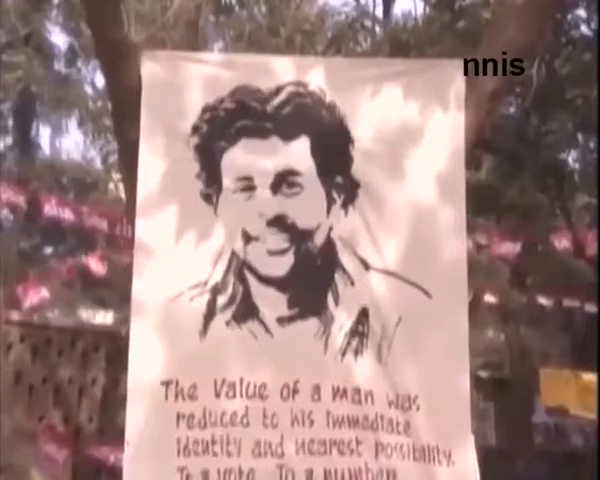 nnis
The Value of a man was
reduced to his immediate
identity and nearest possibility.
To a vote. To a number